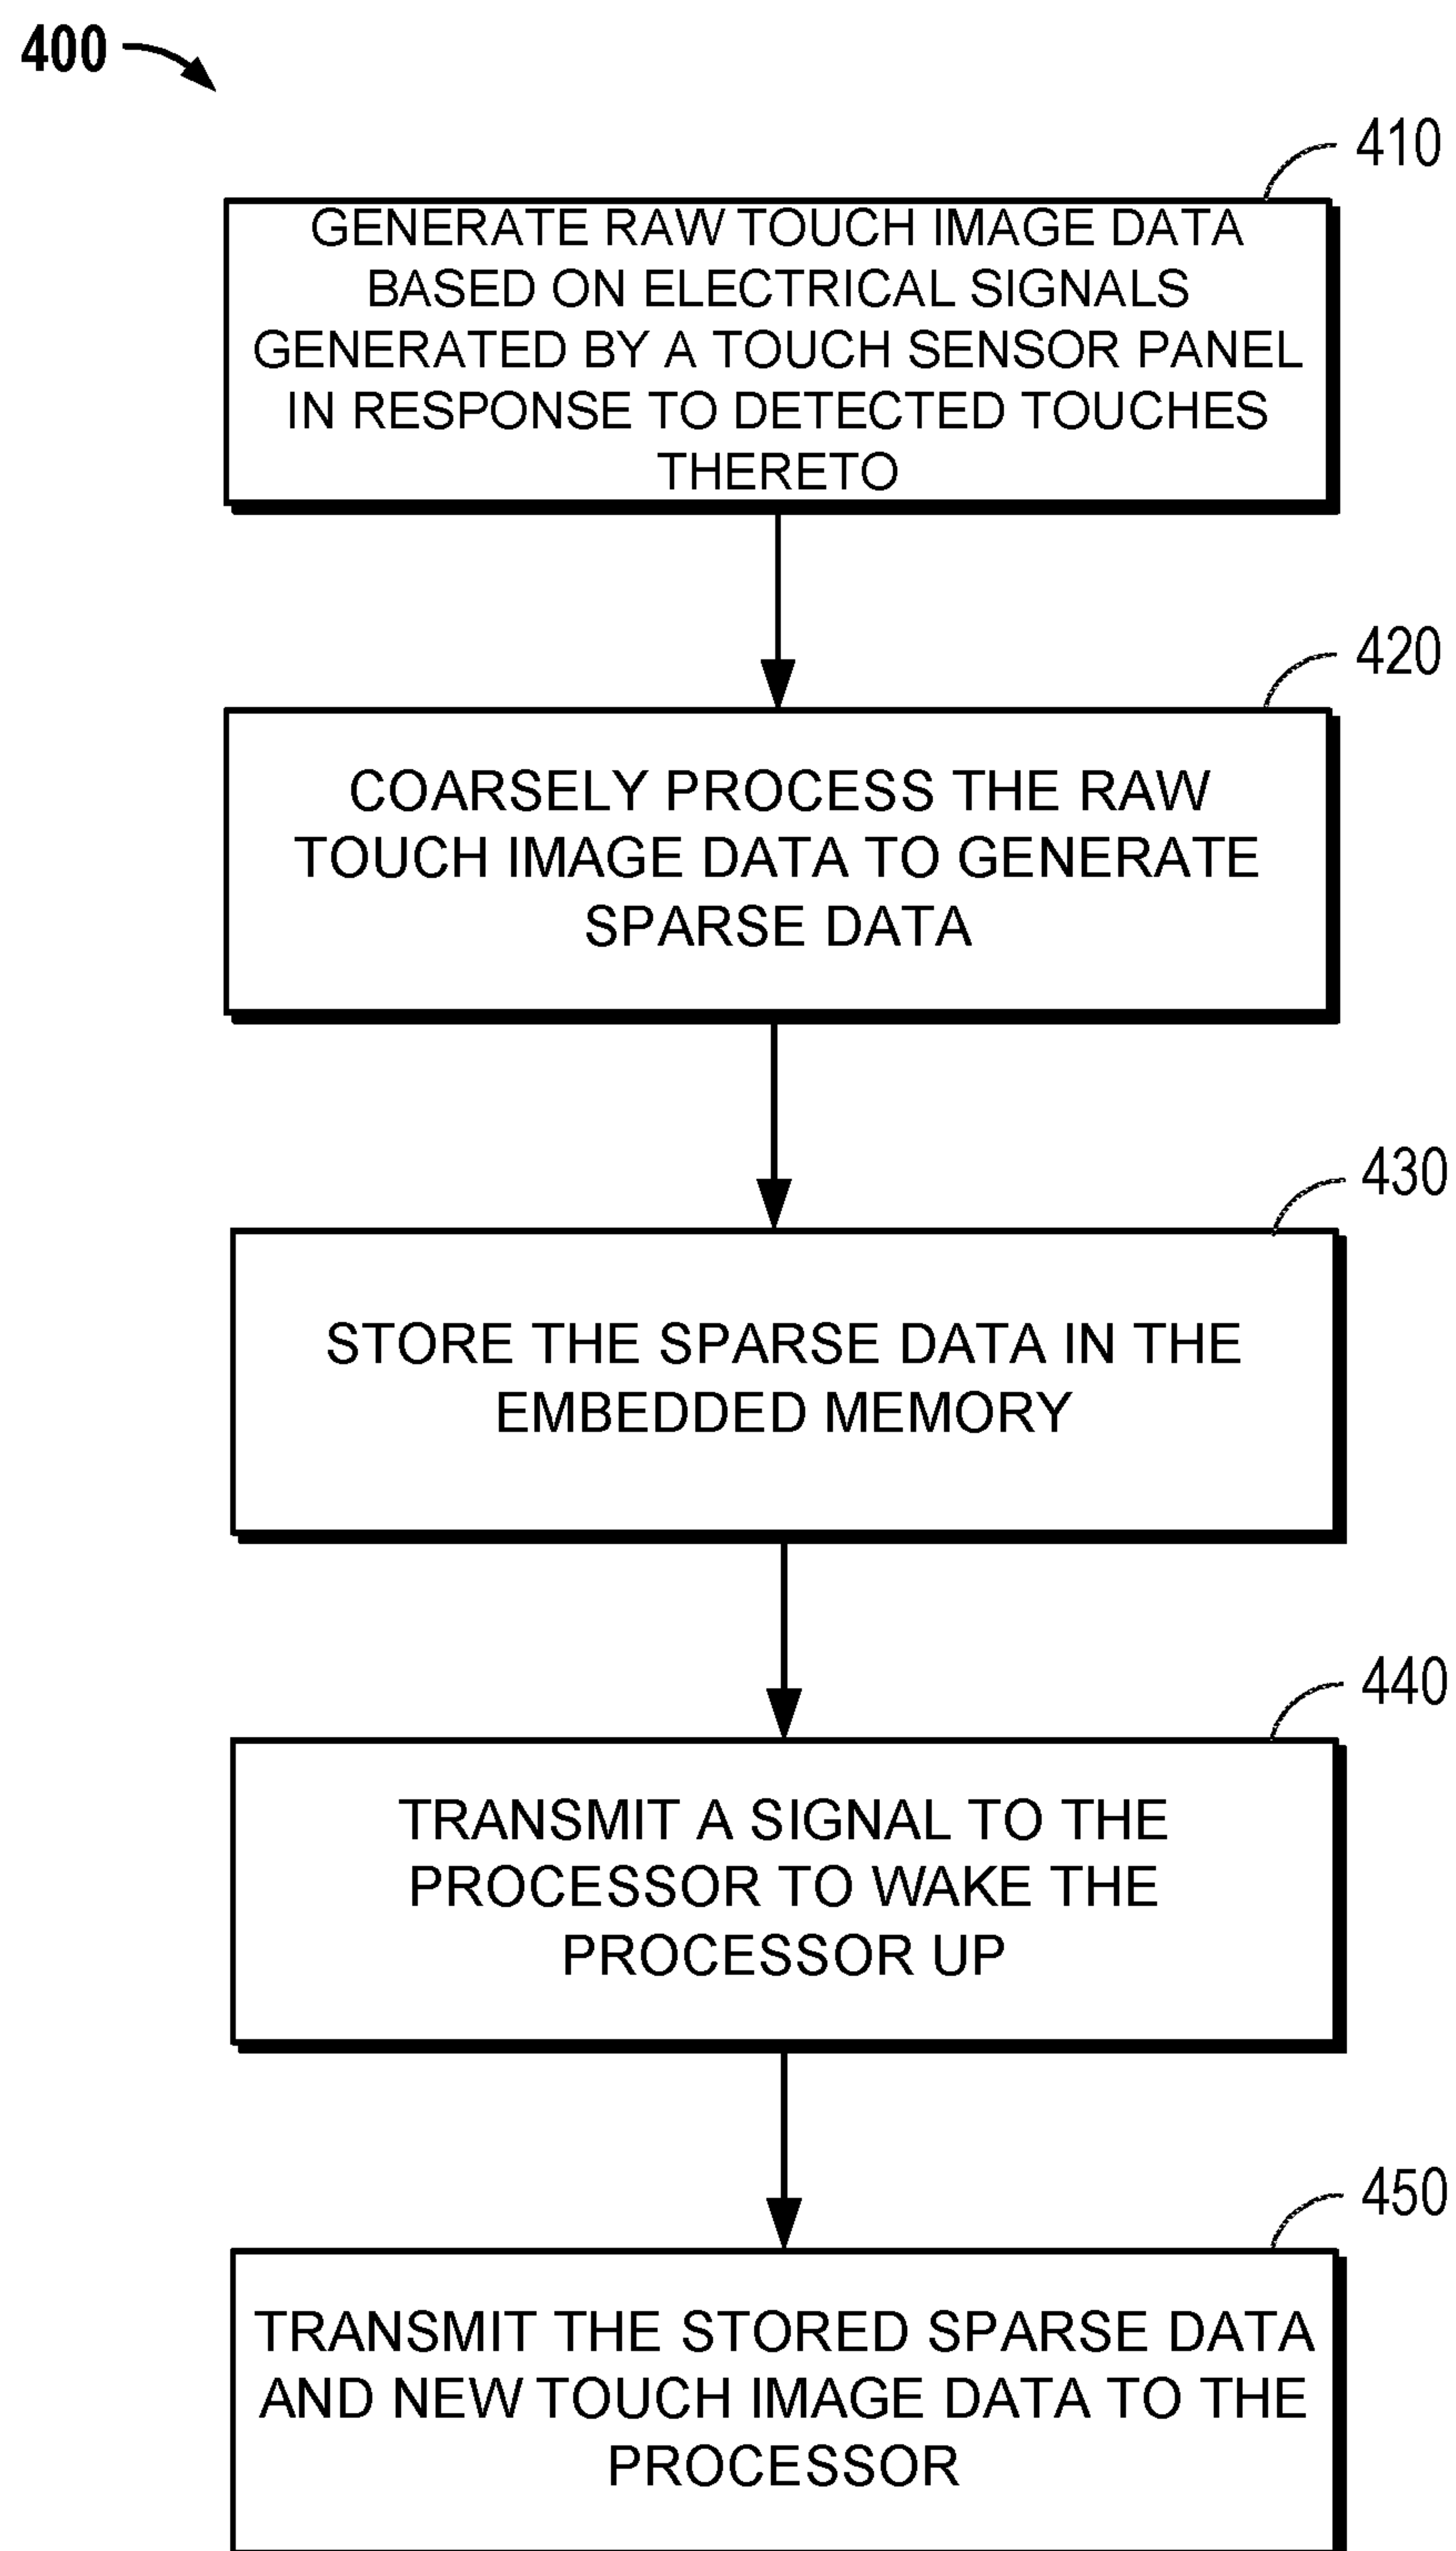 400
410
GENERATE RAW TOUCH IMAGE DATA
BASED ON ELECTRICAL SIGNALS
GENERATED BY A TOUCH SENSOR PANEL
IN RESPONSE TO DETECTED TOUCHES
THERETO
420
COARSELY PROCESS THE RAW
TOUCH IMAGE DATA TO GENERATE
SPARSE DATA
430
STORE THE SPARSE DATA IN THE
EMBEDDED MEMORY
440
TRANSMIT A SIGNAL TO THE
PROCESSOR TO WAKE THE
PROCESSOR UP
450
TRANSMIT THE STORED SPARSE DATA
AND NEW TOUCH IMAGE DATA TO THE
PROCESSOR